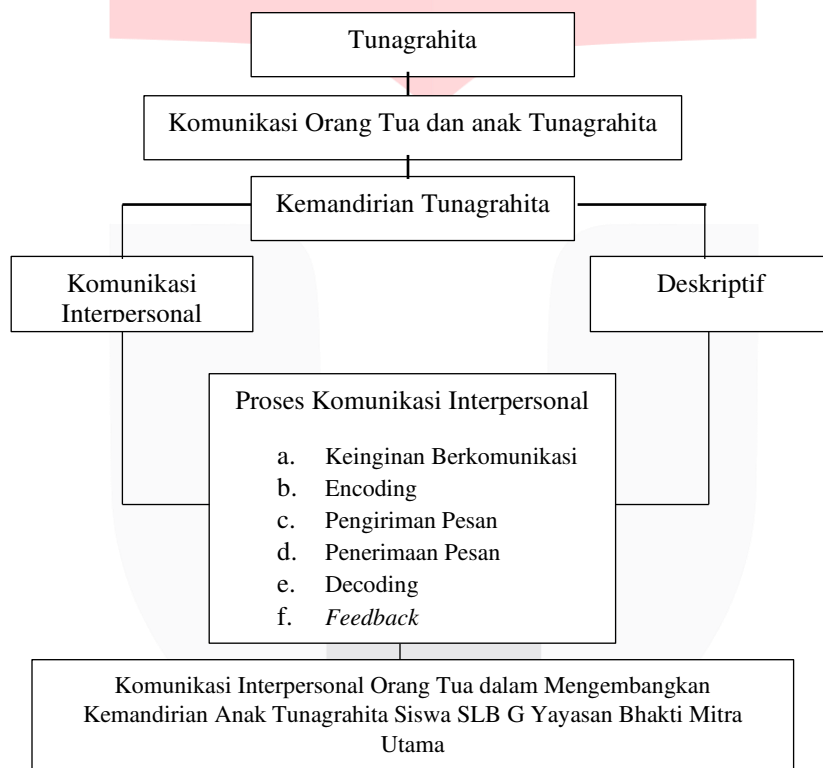 Tunagrahita
Komunikasi Orang Tua dan anak Tunagrahita
Kemandirian Tunagrahita
Komunikasi
Interpersonal
Deskriptif
Proses Komunikasi Interpersonal
a. Keinginan Berkomunikasi
b. Encoding
c. Pengiriman Pesan
d. Penerimaan Pesan
e. Decoding
f. Feedback
Komunikasi Interpersonal Orang Tua dalam Mengembangkan
Kemandirian Anak Tunagrahita Siswa SLB G Yayasan Bhakti Mitra
Utama